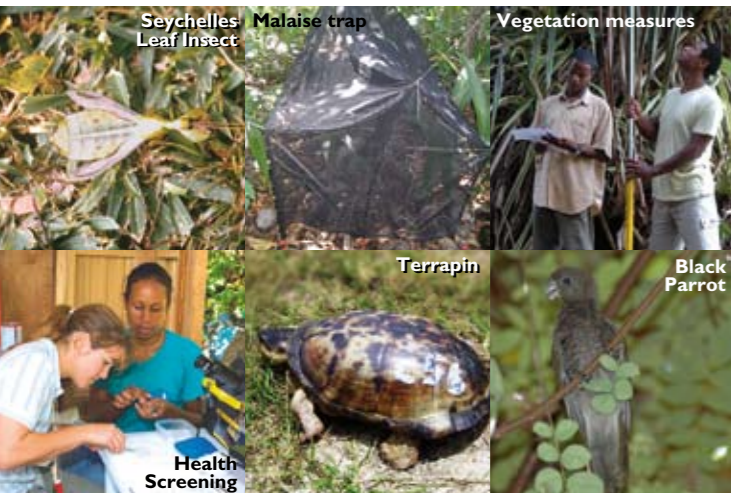 Seychelles
Leaf Insect
Malaise trap
Vegetation measures
Health
Screening
Terrapin
Black
Parrot